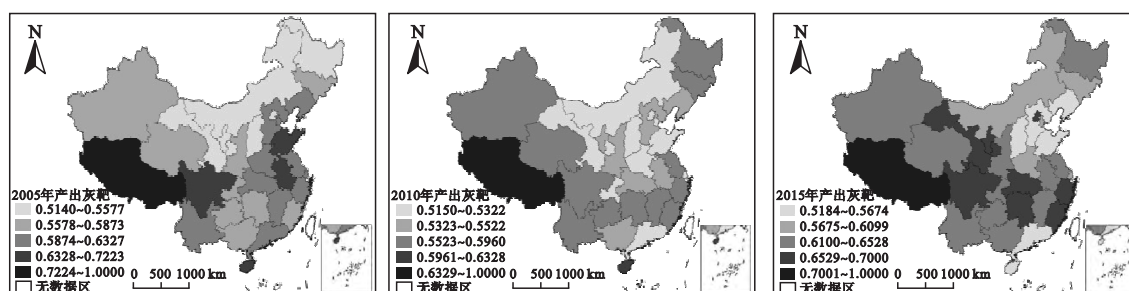 N
2005年产出灰靶
0.5140~0.5577
0.5578~0.5873
0.5874~0.6327
0.6328~0.7223
0.7224~1.0000
无数据区
0 500 1000 km
N
2010年产出灰靶
0.5150~0.5322
0.5323~0.5522
0.5523~0.5960
0.5961~0.6328
0.6329~1.0000
无数据区
0 500 1000 km
N
2015年产出灰靶
0.5184~0.5674
0.5675~0.6099
0.6100~0.6528
0.6529~0.7000
0.7001~1.0000
无数据区
0 500 1000 km